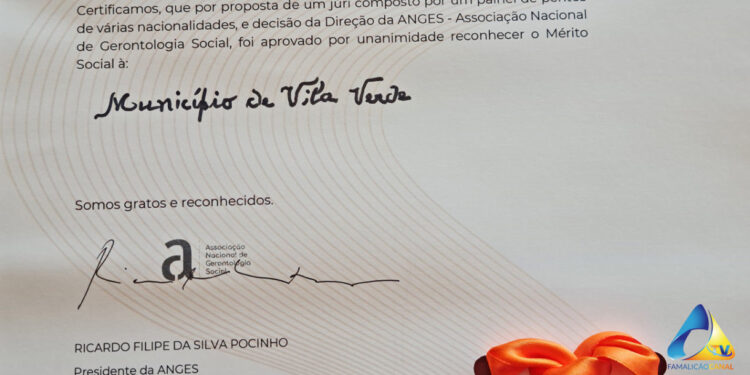 Certificamos, que por proposta de um júri composto por um painel de peritos
de várias nacionalidades, e decisão da Direção da ANGES - Associação Nacional
de Gerontologia Social, foi aprovado por unanimidade reconhecer o Mérito
Social à:
Município de Vila Verde
Somos gratos e reconhecidos.
a
Associação
Nacional de
Gerontologia
Social
RICARDO FILIPE DA SILVA POCINHO
Presidente da ANGES
TV
FAMALICÃO CANAL